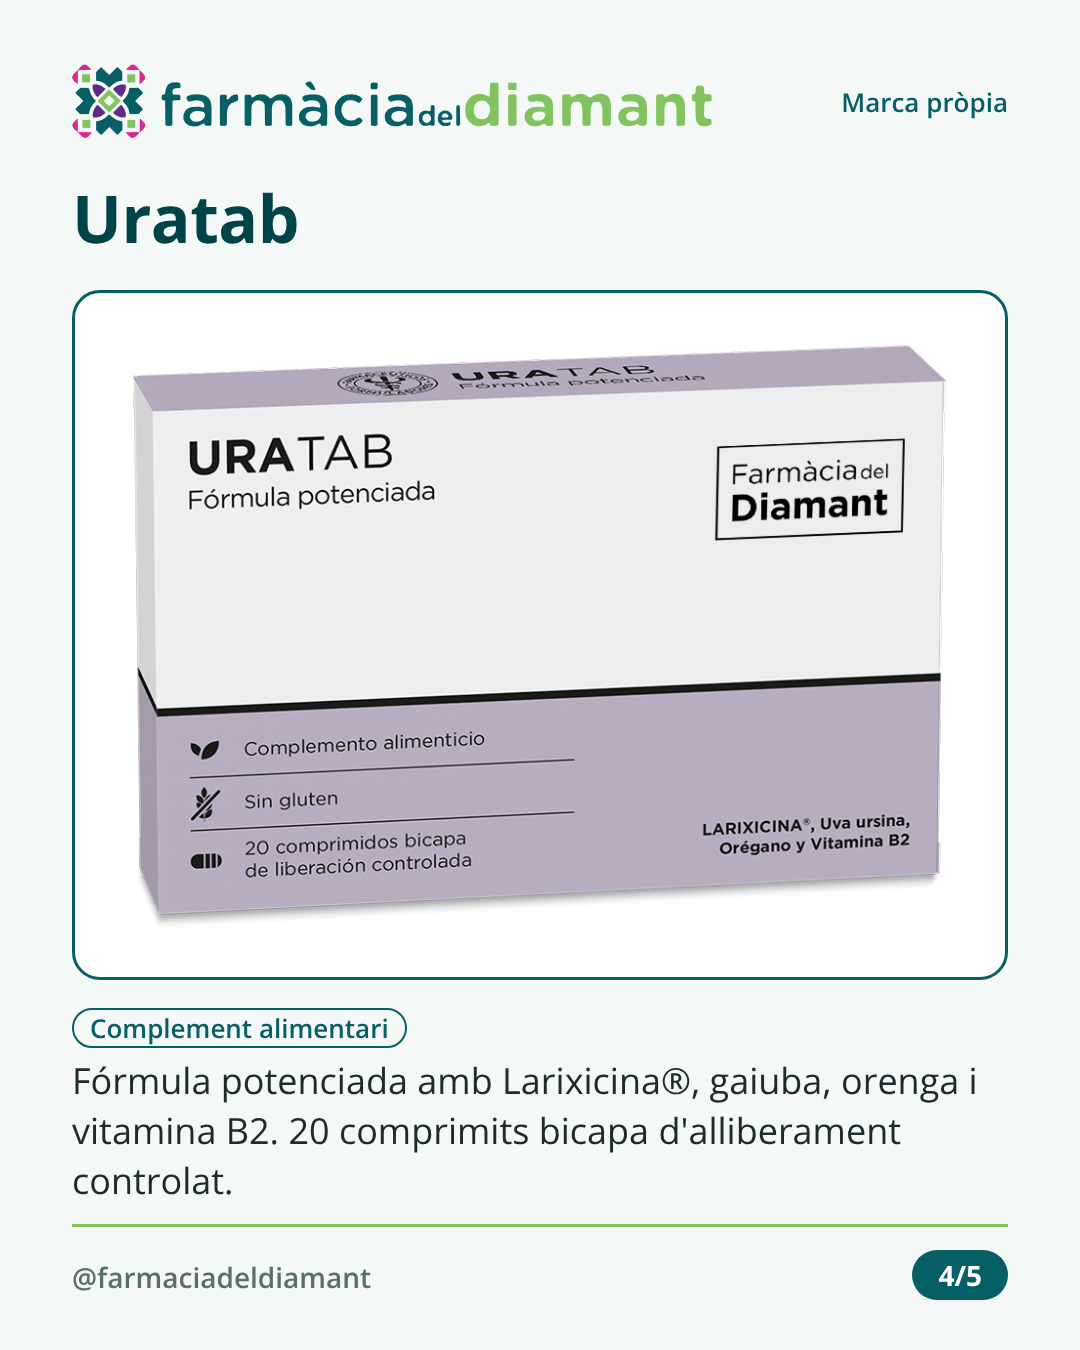 farmàciadeldiamant
Marca pròpia
Uratab
URATAB
Fórmula potenciada
URATAB
Fórmula potenciada
Farmàcia del
Diamant
Complemento alimenticio
Sin gluten
20 comprimidos bicapa
de liberación controlada
LARIXICINA®, Uva ursina,
Orégano y Vitamina B2
Complement alimentari
Fórmula potenciada amb Larixicina®, gaiuba, orenga i
vitamina B2. 20 comprimits bicapa d'alliberament
controlat.
@farmaciadeldiamant
4/5